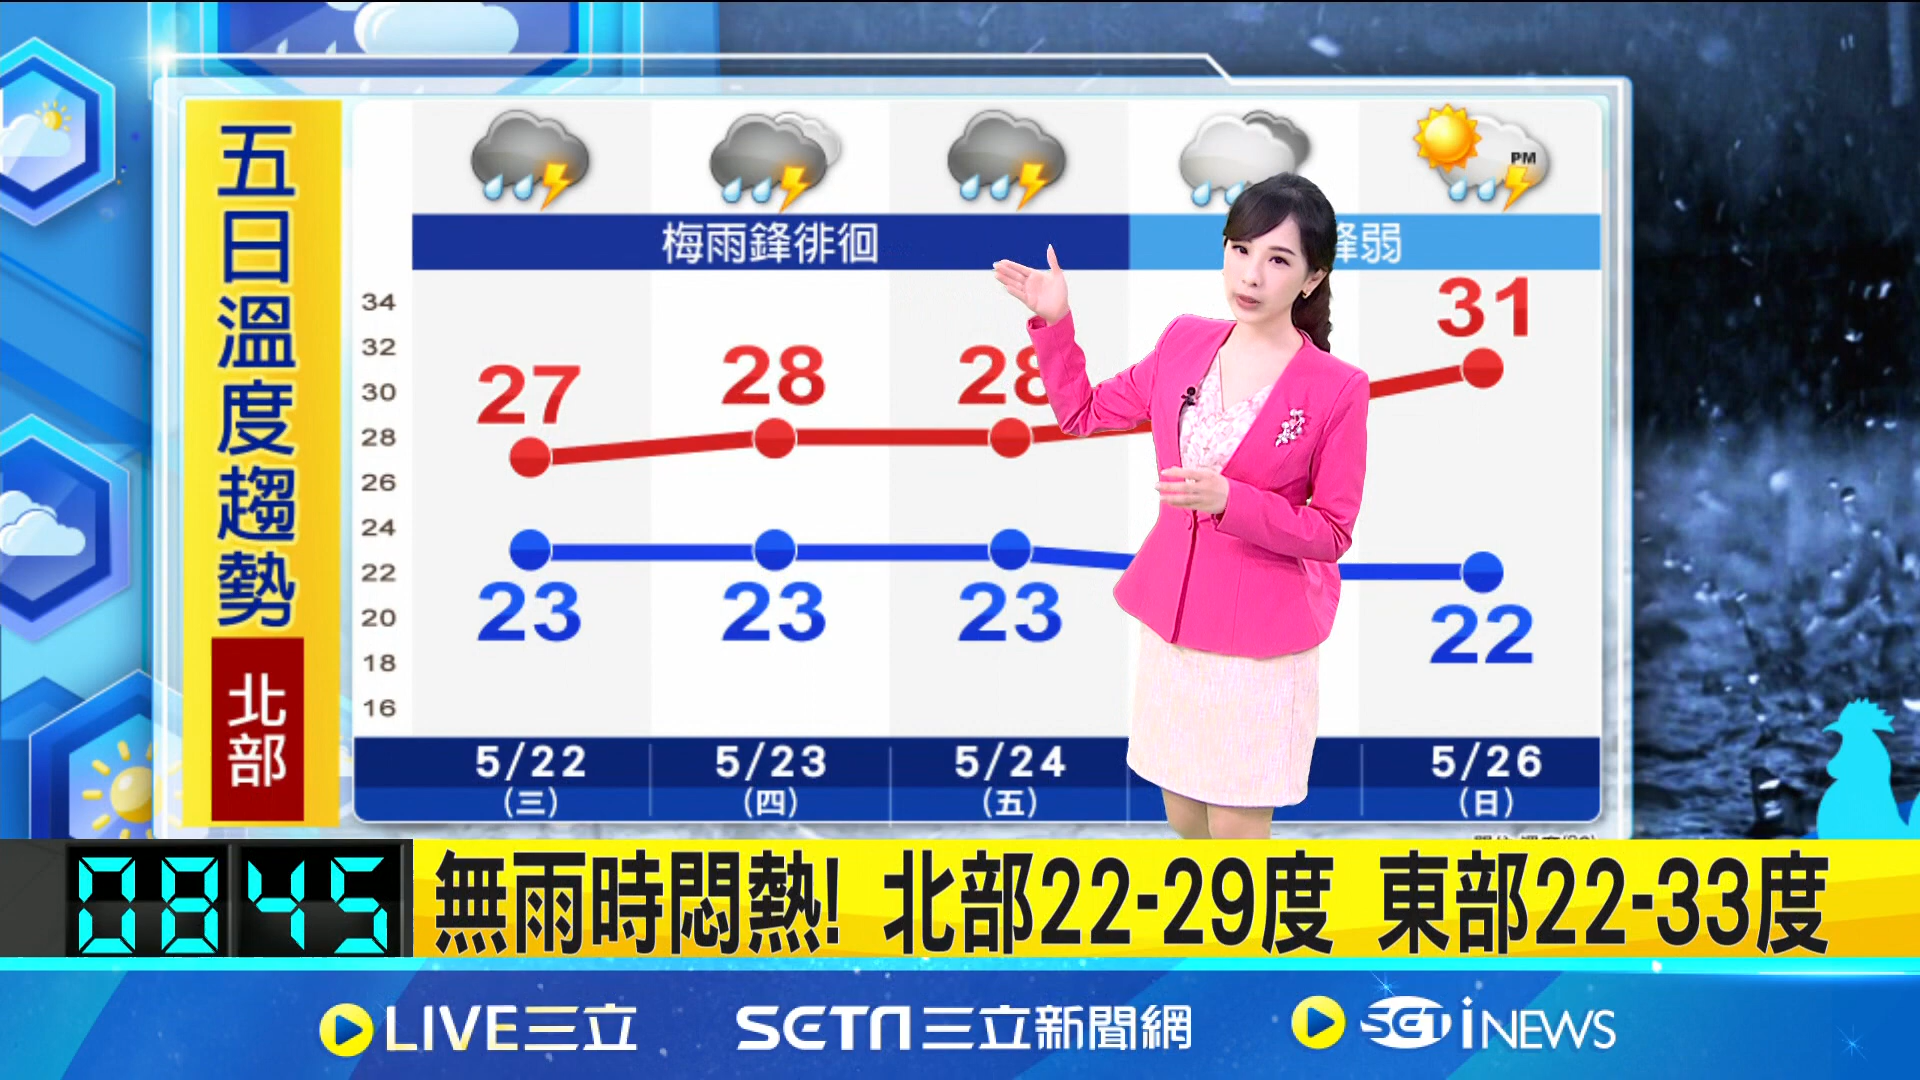 五日溫度趨勢
北部
PM
梅雨鋒徘徊
鋒弱
34
32
30
28
26
24
22
20
18
16
27
28
28
31
23
23
23
22
5/22
(三)
5/23
(四)
5/24
(五)
5/26
(日)
0845
無雨時悶熱! 北部22-29度 東部22-33度
LIVE三立
SETN三立新聞網
SET iNEWS